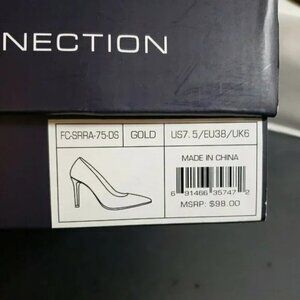 NECTION
FC-SRRA-75-DS GOLD US7.5/EU38/UK6
MADE IN CHINA
6 91466 35747 2
MSRP: $98.00